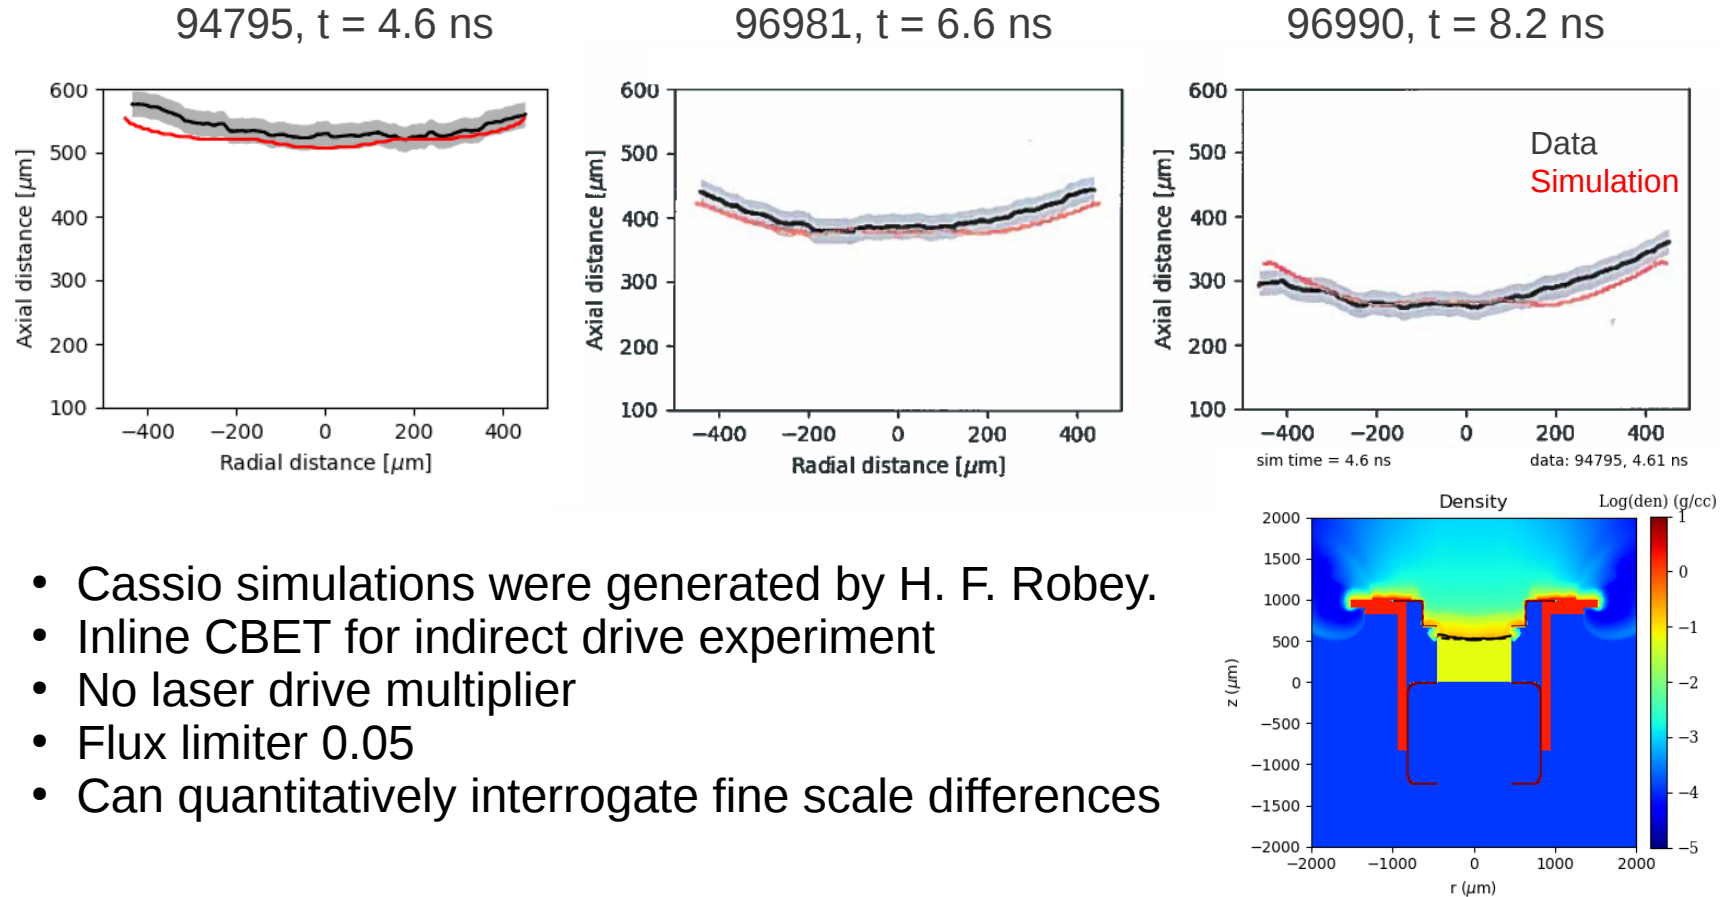 94795, t = 4.6 ns
96981, t = 6.6 ns
96990, t = 8.2 ns
600
500
400
300
200
100
Axial distance [μm]
−400 −200 0 200 400
Radial distance [μm]
600
500
400
300
200
100
Axial distance [μm]
−400 −200 0 200 400
Radial distance [μm]
600
500
400
300
200
100
Axial distance [μm]
Data
Simulation
−400 −200 0 200 400
sim time = 4.6 ns
data: 94795, 4.61 ns
• Cassio simulations were generated by H. F. Robey.
• Inline CBET for indirect drive experiment
• No laser drive multiplier
• Flux limiter 0.05
• Can quantitatively interrogate fine scale differences
Density
Log(den) (g/cc)
2000
1500
1000
500
0
−500
−1000
−1500
−2000
z (μm)
−2000 −1000 0 1000 2000
r (μm)
1
0
−1
−2
−3
−4
−5